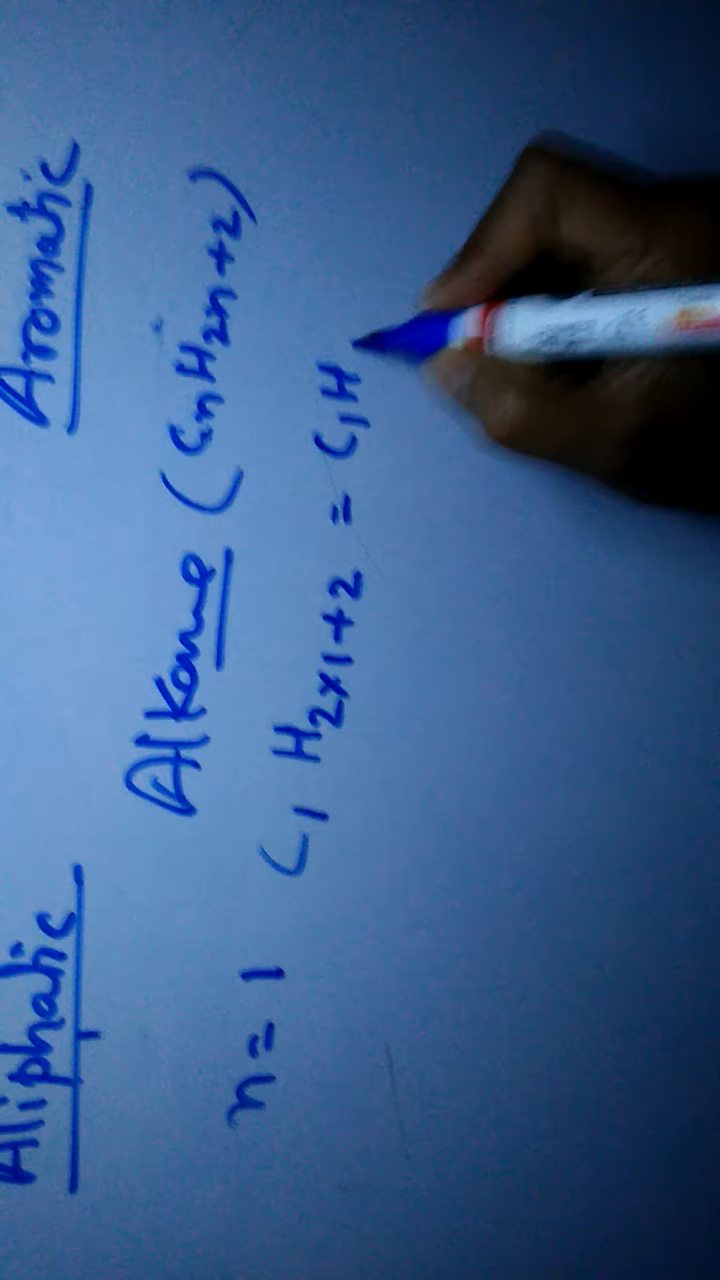 Aliphatic Aromatic
Alkane (CnH2n+2)
n=1 C1 H2×1+2 = C1H